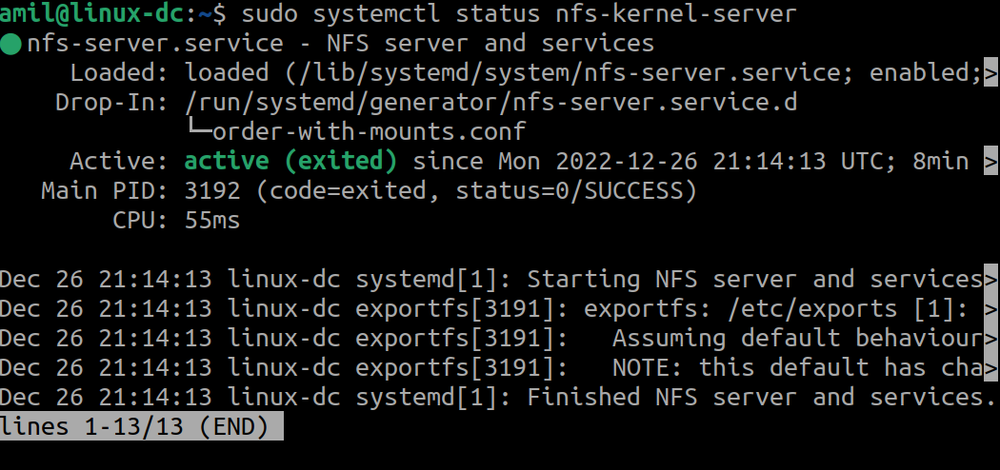 amil@linux-dc:~$ sudo systemctl status nfs-kernel-server
● nfs-server.service - NFS server and services
     Loaded: loaded (/lib/systemd/system/nfs-server.service; enabled;>
    Drop-In: /run/systemd/generator/nfs-server.service.d
             └─order-with-mounts.conf
     Active: active (exited) since Mon 2022-12-26 21:14:13 UTC; 8min >
   Main PID: 3192 (code=exited, status=0/SUCCESS)
        CPU: 55ms

Dec 26 21:14:13 linux-dc systemd[1]: Starting NFS server and services>
Dec 26 21:14:13 linux-dc exportfs[3191]: exportfs: /etc/exports [1]: >
Dec 26 21:14:13 linux-dc exportfs[3191]:   Assuming default behaviour>
Dec 26 21:14:13 linux-dc exportfs[3191]:   NOTE: this default has cha>
Dec 26 21:14:13 linux-dc systemd[1]: Finished NFS server and services.
lines 1-13/13 (END)